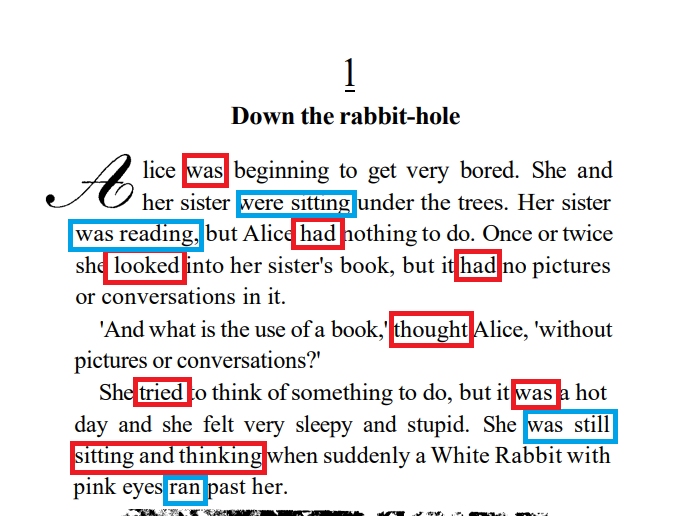 1
Down the rabbit-hole
Alice was beginning to get very bored. She and
her sister were sitting under the trees. Her sister
was reading, but Alice had nothing to do. Once or twice
she looked into her sister's book, but it had no pictures
or conversations in it.
'And what is the use of a book,' thought Alice, 'without
pictures or conversations?'
She tried to think of something to do, but it was a hot
day and she felt very sleepy and stupid. She was still
sitting and thinking when suddenly a White Rabbit with
pink eyes ran past her.